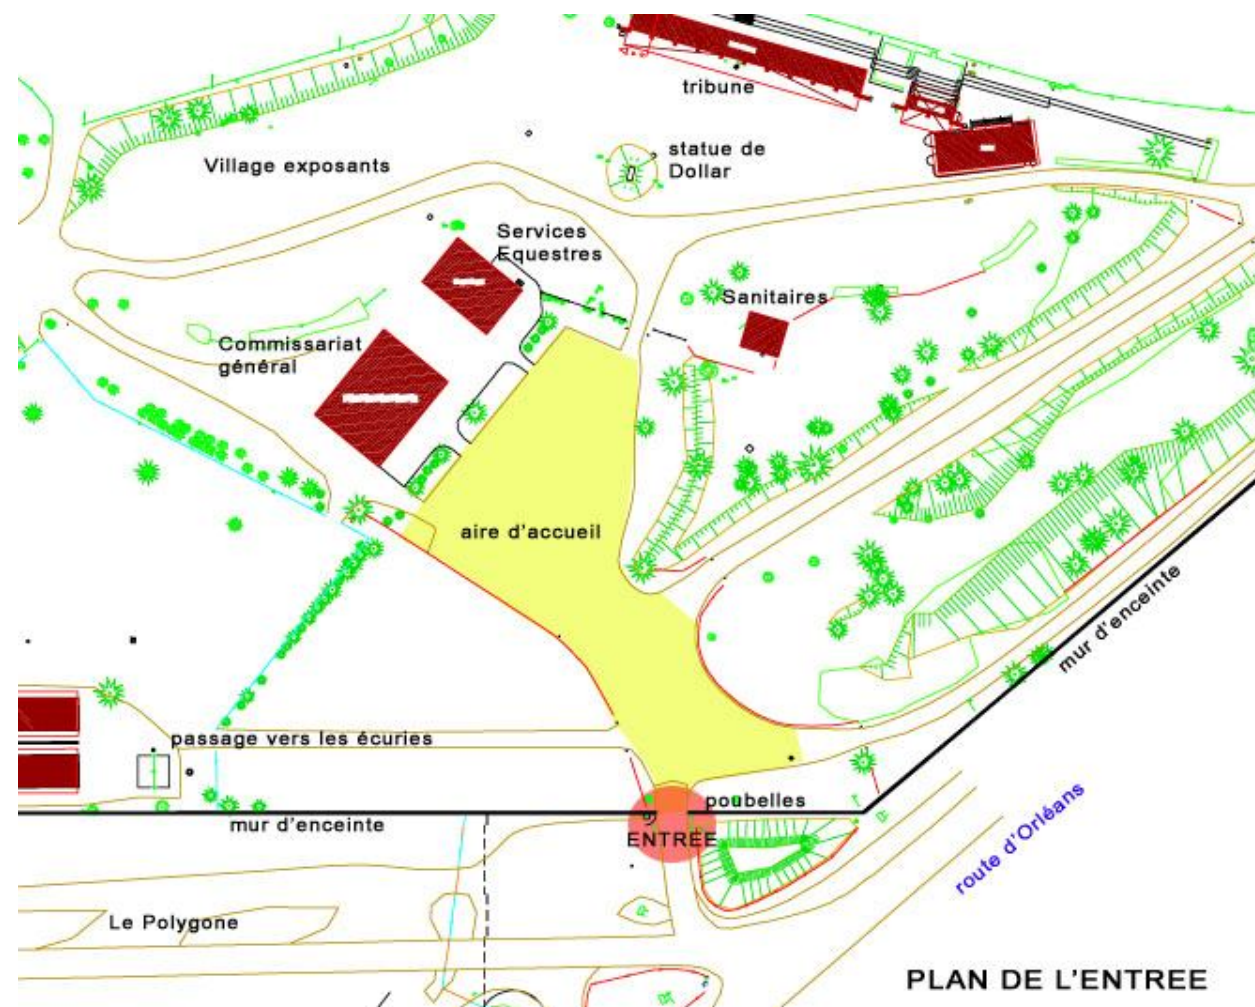 tribune
statue de
Dollar
Village exposants
Services
Equestres
Sanitaires
Commissariat
général
aire d'accueil
mur d'enceinte
passage vers les écuries
poubelles
mur d'enceinte
ENTREE
route d'Orléans
Le Polygone
PLAN DE L'ENTREE